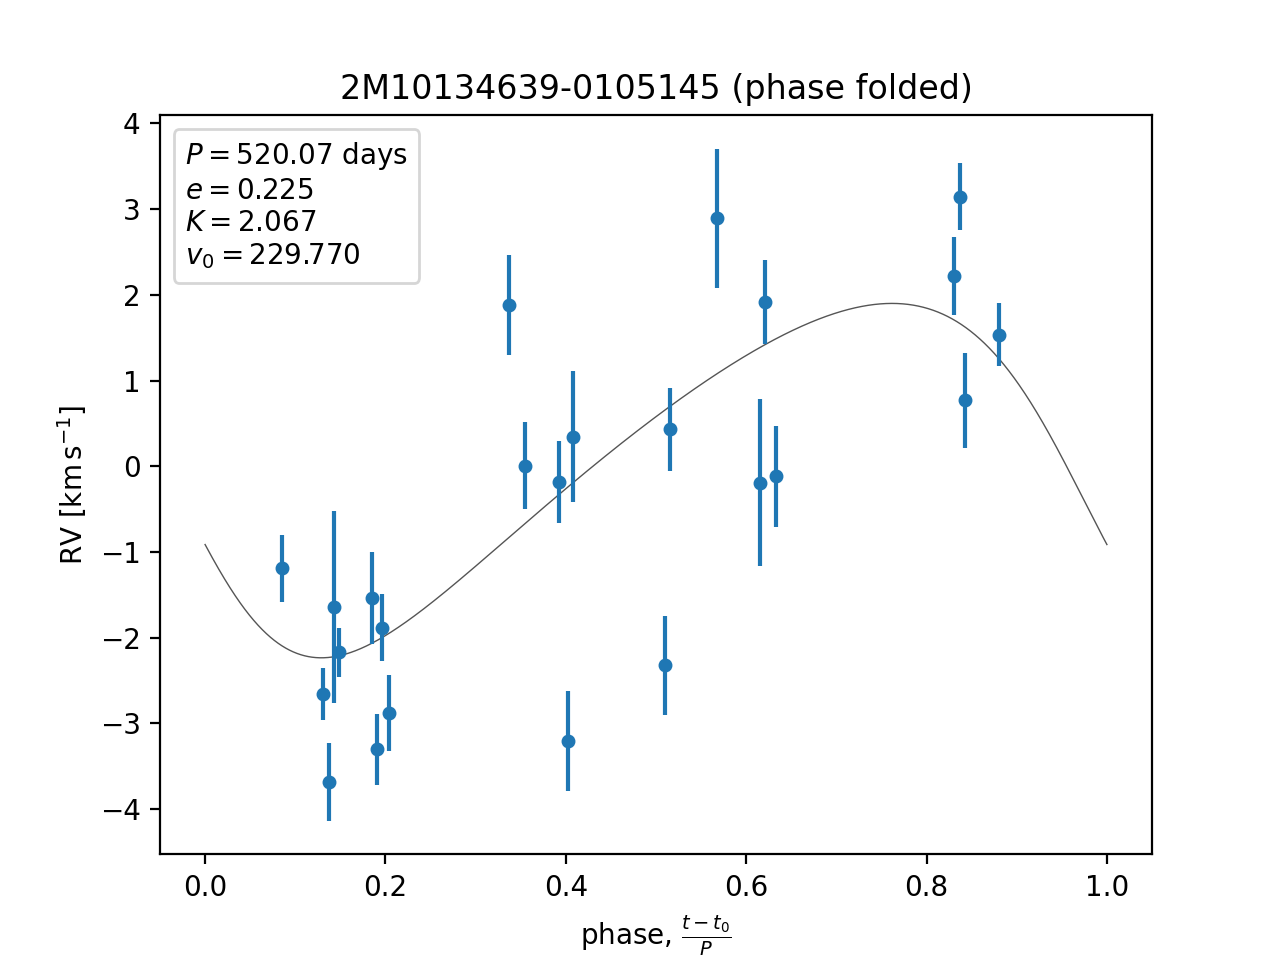 2M10134639-0105145 (phase folded)
P = 520.07 days
e = 0.225
K = 2.067
v₀ = 229.770
RV [km s⁻¹]
4
3
2
1
0
−1
−2
−3
−4
0.0 0.2 0.4 0.6 0.8 1.0
phase, (t − t₀)/P